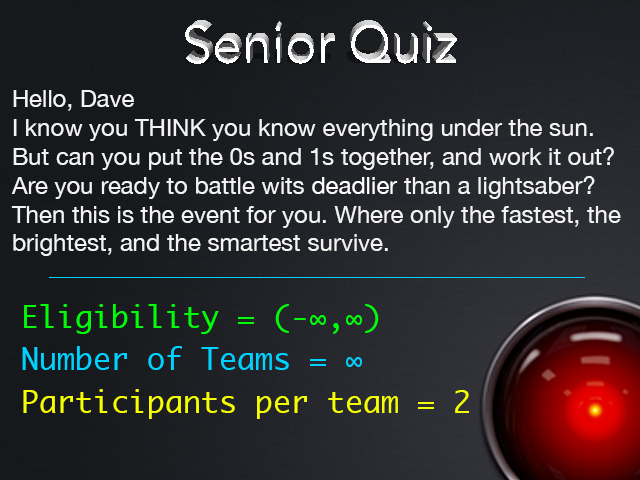 Senior Quiz
Hello, Dave
I know you THINK you know everything under the sun.
But can you put the 0s and 1s together, and work it out?
Are you ready to battle wits deadlier than a lightsaber?
Then this is the event for you. Where only the fastest, the
brightest, and the smartest survive.
Eligibility = (-∞,∞)
Number of Teams = ∞
Participants per team = 2